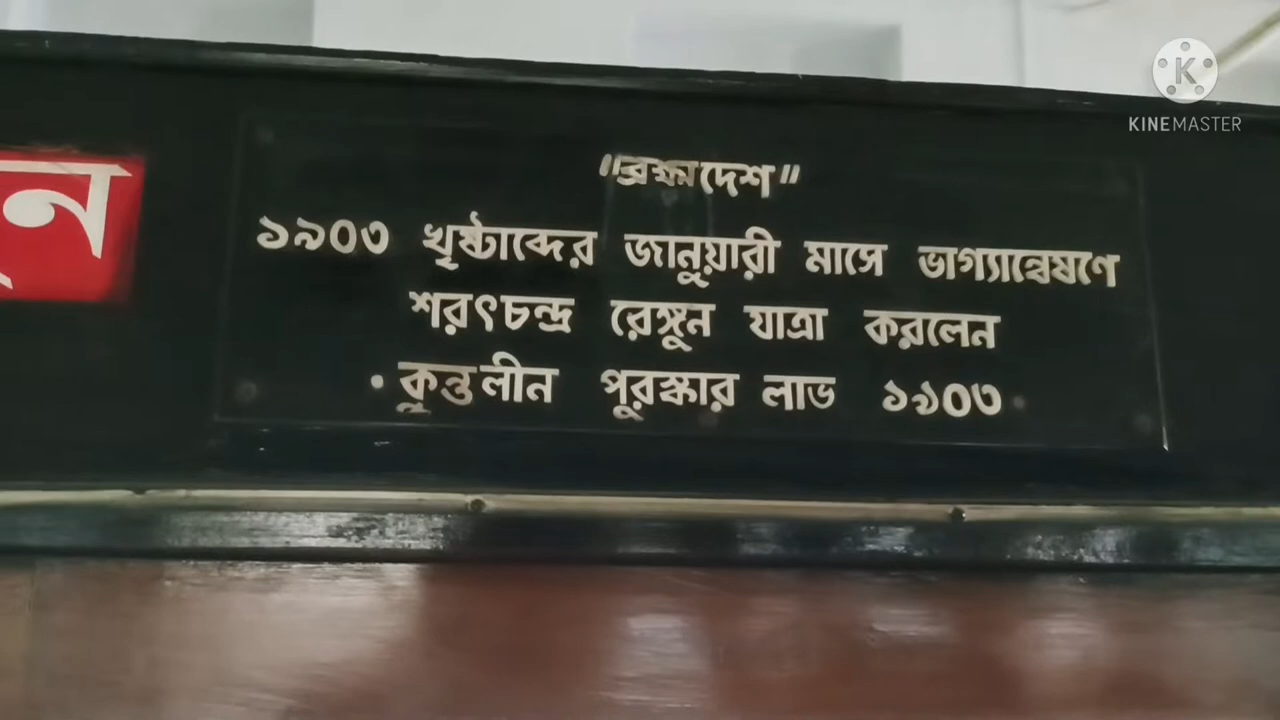 "ব্রহ্মদেশ"
১৯০৩ খৃষ্টাব্দের জানুয়ারী মাসে ভাগ্যান্বেষণে
শরৎচন্দ্র রেঙ্গুন যাত্রা করলেন
• কুন্তলীন পুরস্কার লাভ ১৯০৩
KINEMASTER